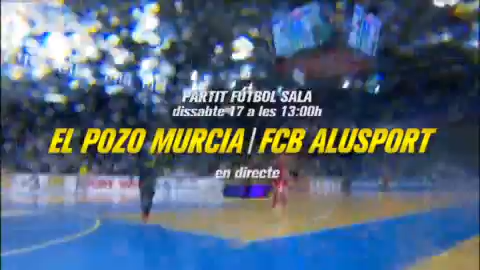 PARTIT FUTBOL SALA
dissabte 17 a les 13:00h
EL POZO MURCIA | FCB ALUSPORT
en directe